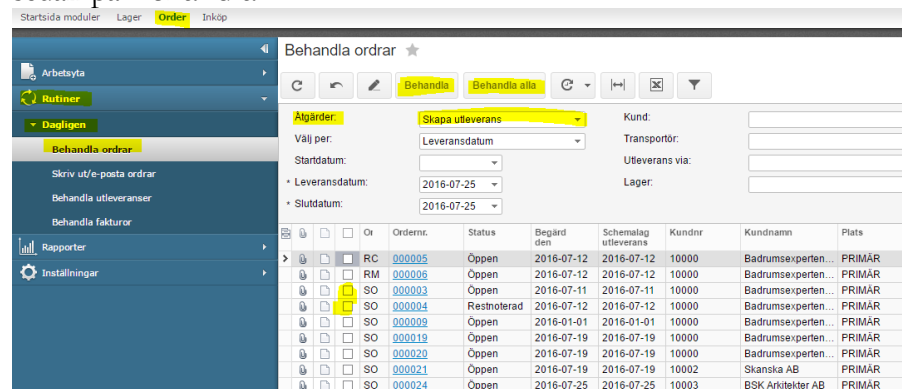 Startsida moduler Lager Order Inköp
Behandla ordrar
Arbetsyta
Rutiner
Dagligen
Behandla ordrar
Skriv ut/e-posta ordrar
Behandla utleveranser
Behandla fakturor
Rapporter
Inställningar
Behandla Behandla alla
Åtgärder: Skapa utleverans Kund:
Välj per: Leveransdatum Transportör:
Startdatum: Utleverans via:
* Leveransdatum: 2016-07-25 Lager:
* Slutdatum: 2016-07-25
Or Ordernr. Status Begärd den Schemalag utleverans Kundnr Kundnamn Plats
RC 000005 Öppen 2016-07-12 2016-07-12 10000 Badrumsexperten... PRIMÄR
RM 000006 Öppen 2016-07-12 2016-07-12 10000 Badrumsexperten... PRIMÄR
SO 000003 Öppen 2016-07-11 2016-07-11 10000 Badrumsexperten... PRIMÄR
SO 000004 Restnoterad 2016-07-12 2016-07-12 10000 Badrumsexperten... PRIMÄR
SO 000009 Öppen 2016-01-01 2016-01-01 10000 Badrumsexperten... PRIMÄR
SO 000019 Öppen 2016-07-19 2016-07-19 10000 Badrumsexperten... PRIMÄR
SO 000020 Öppen 2016-07-19 2016-07-19 10000 Badrumsexperten... PRIMÄR
SO 000021 Öppen 2016-07-19 2016-07-19 10002 Skanska AB PRIMÄR
SO 000024 Öppen 2016-07-25 2016-07-25 10003 BSK Arkitekter AB PRIMÄR